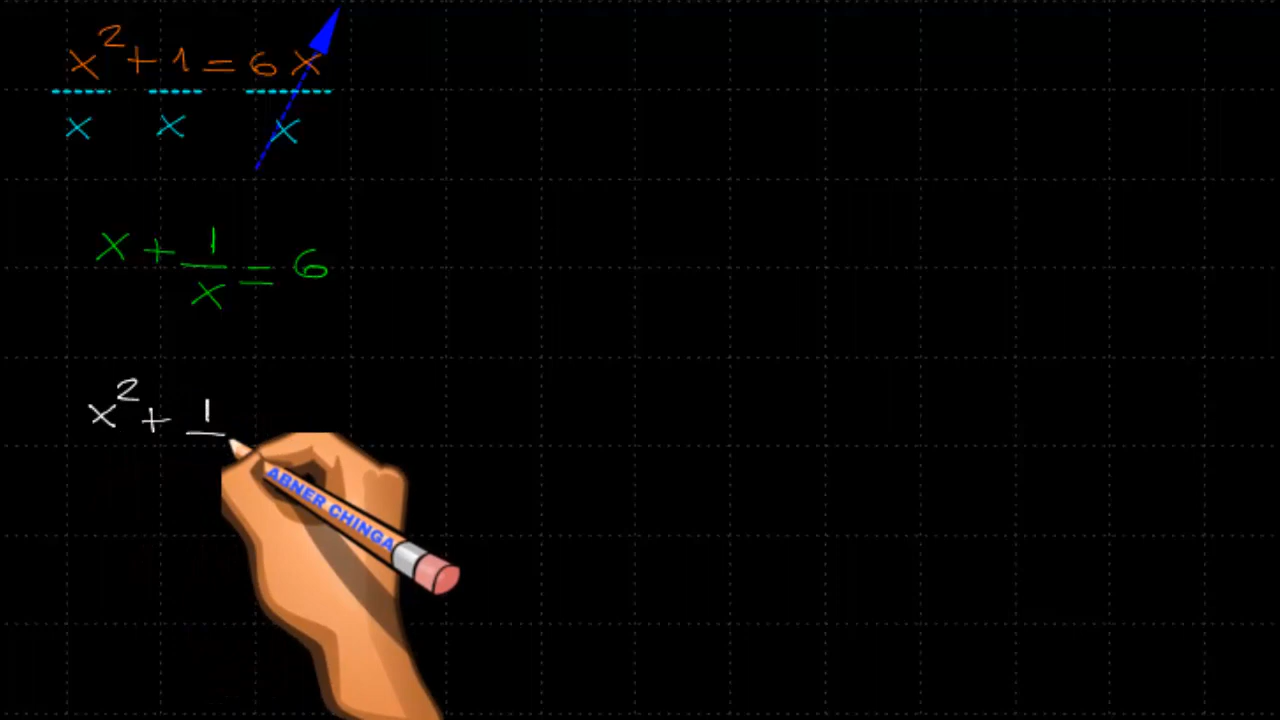 x² + 1 = 6x
x x x
x + 1/x = 6
x² + 1
ABNER CHINGA